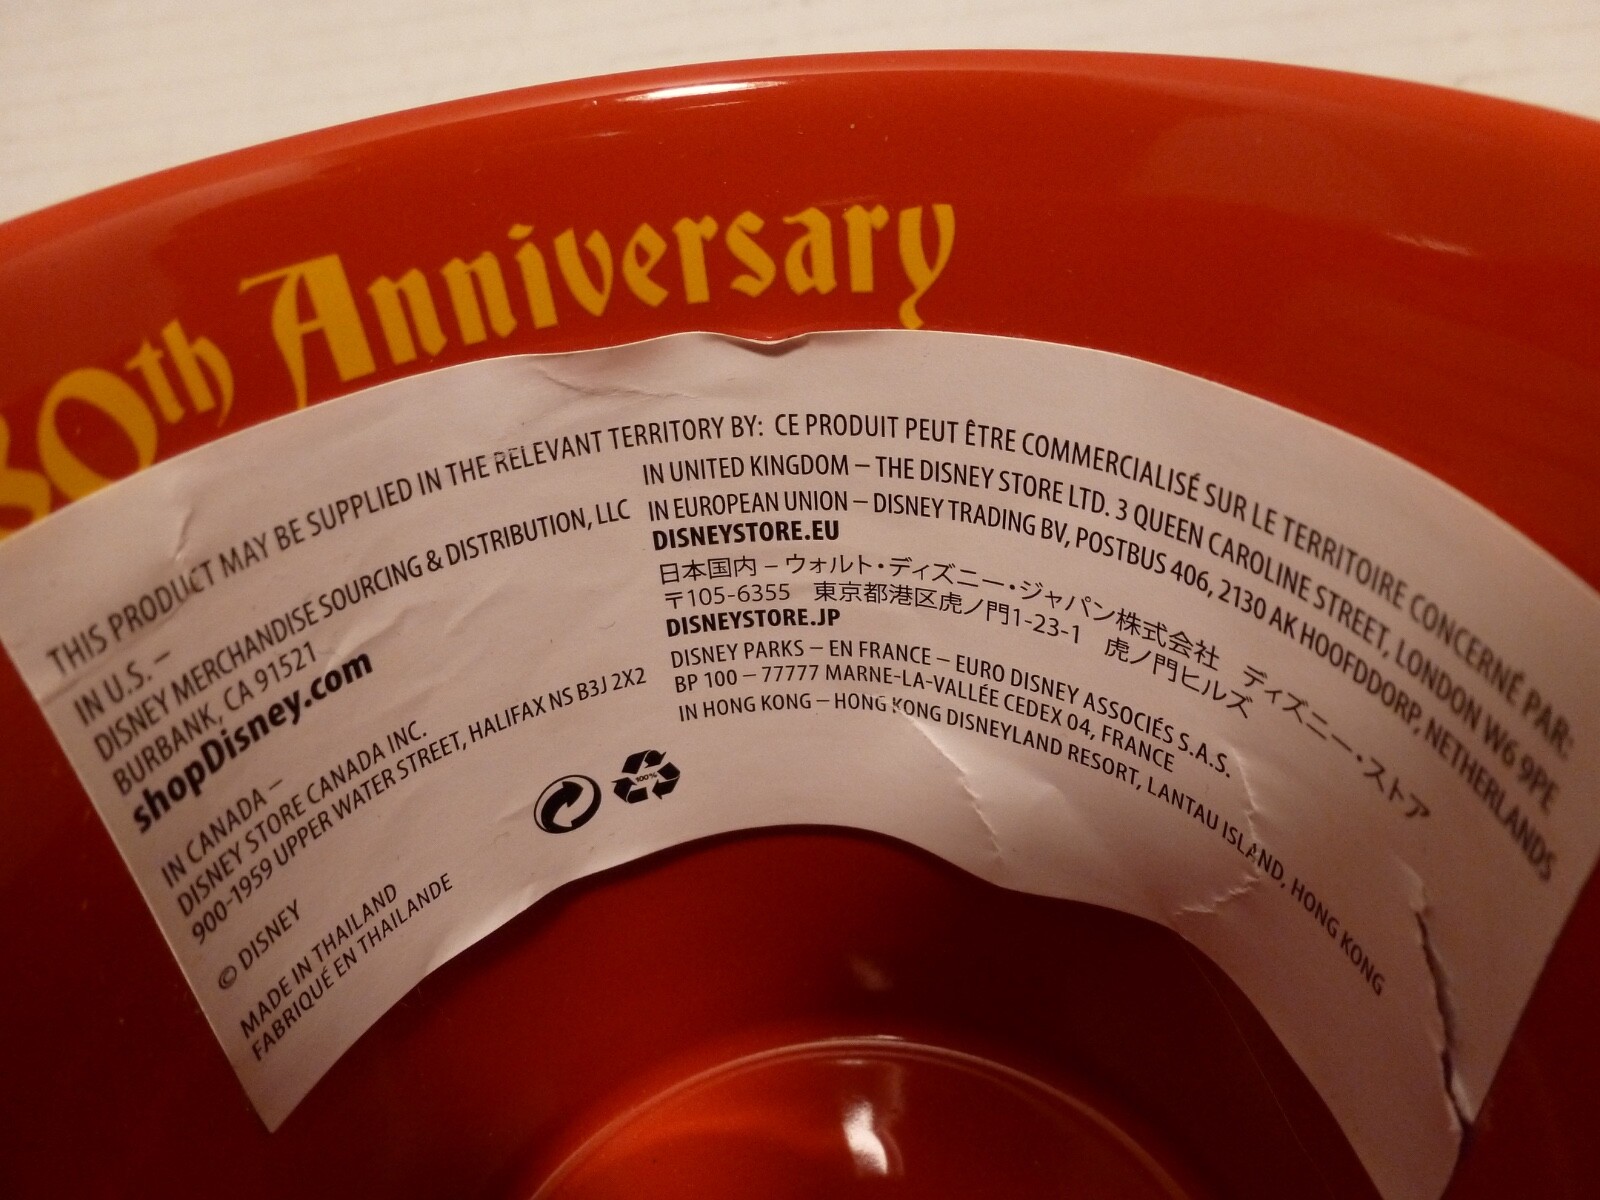 30th Anniversary
THIS PRODUCT MAY BE SUPPLIED IN THE RELEVANT TERRITORY BY: CE PRODUIT PEUT ÊTRE COMMERCIALISÉ SUR LE TERRITOIRE CONCERNÉ PAR:
IN U.S. –
DISNEY MERCHANDISE SOURCING & DISTRIBUTION, LLC
BURBANK, CA 91521
shopDisney.com
IN CANADA –
DISNEY STORE CANADA INC.
900-1959 UPPER WATER STREET, HALIFAX NS B3J 2X2
© DISNEY
MADE IN THAILAND
FABRIQUÉ EN THAILANDE
IN UNITED KINGDOM – THE DISNEY STORE LTD. 3 QUEEN CAROLINE STREET, LONDON W6 9PE
IN EUROPEAN UNION – DISNEY TRADING BV, POSTBUS 406, 2130 AK HOOFDDORP, NETHERLANDS
DISNEYSTORE.EU
日本国内 – ウォルト・ディズニー・ジャパン株式会社 ディズニー・ストア
〒105-6355 東京都港区虎ノ門1-23-1 虎ノ門ヒルズ
DISNEYSTORE.JP
DISNEY PARKS – EN FRANCE – EURO DISNEY ASSOCIÉS S.A.S.
BP 100 – 77777 MARNE-LA-VALLÉE CEDEX 04, FRANCE
IN HONG KONG – HONG KONG DISNEYLAND RESORT, LANTAU ISLAND, HONG KONG
100%